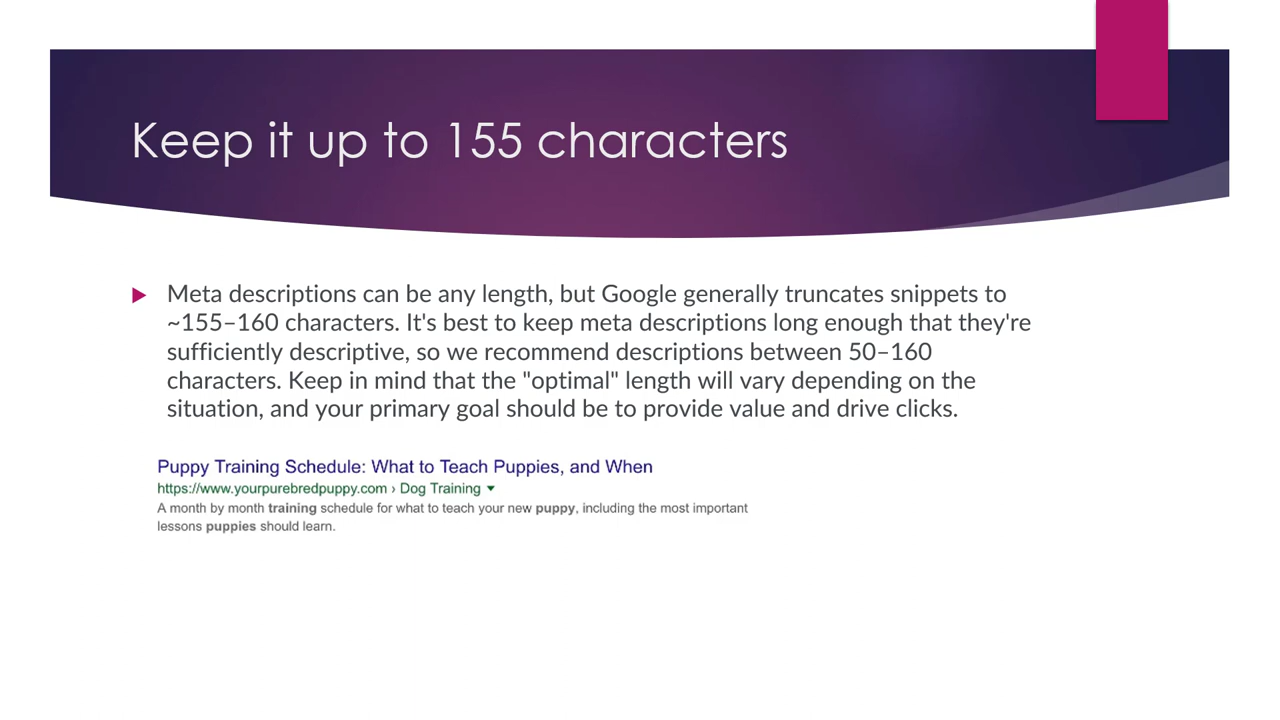 Keep it up to 155 characters
Meta descriptions can be any length, but Google generally truncates snippets to
~155–160 characters. It's best to keep meta descriptions long enough that they're
sufficiently descriptive, so we recommend descriptions between 50–160
characters. Keep in mind that the "optimal" length will vary depending on the
situation, and your primary goal should be to provide value and drive clicks.
Puppy Training Schedule: What to Teach Puppies, and When
https://www.yourpurebredpuppy.com › Dog Training ▼
A month by month training schedule for what to teach your new puppy, including the most important
lessons puppies should learn.